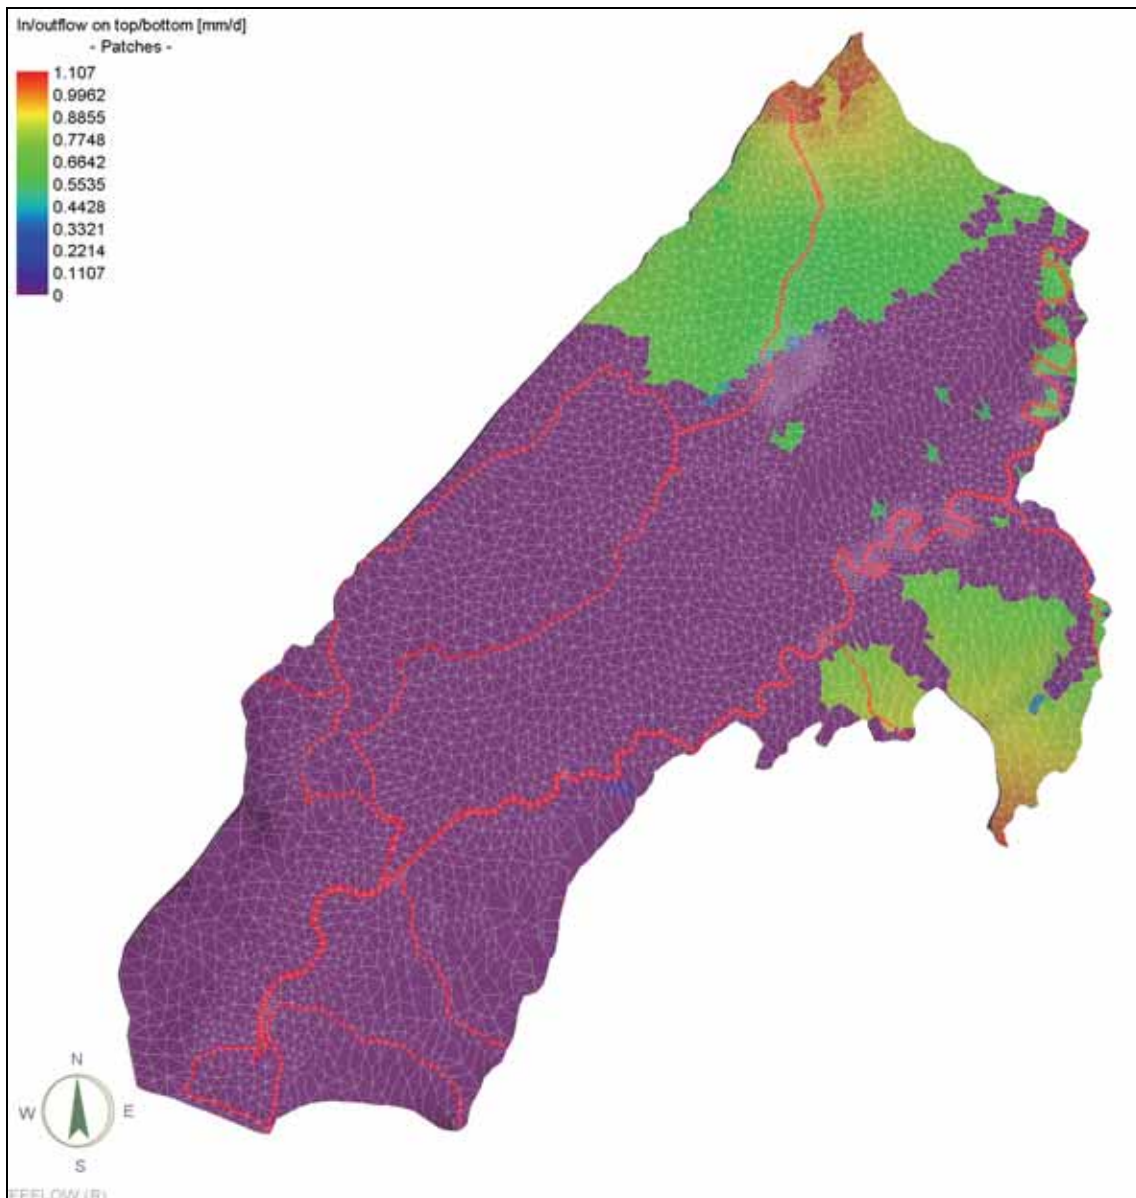 In/outflow on top/bottom [mm/d]
- Patches -
1.107
0.9962
0.8855
0.7748
0.6642
0.5535
0.4428
0.3321
0.2214
0.1107
0
N
W E
S
FEFLOW (R)